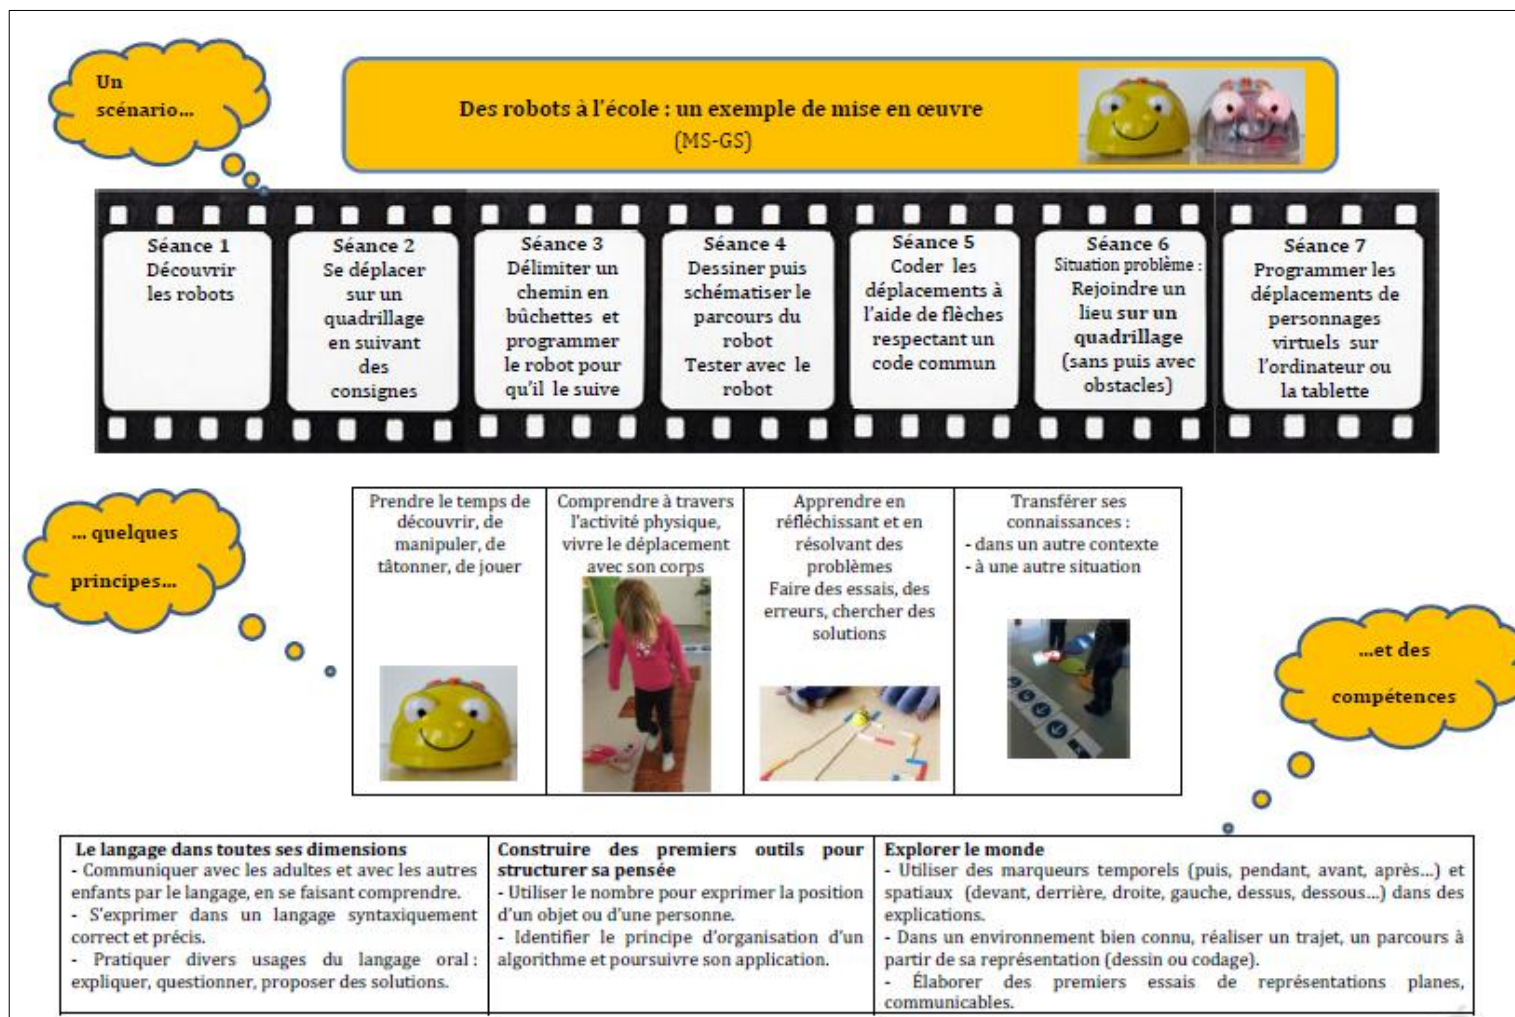 Un
scénario...
Des robots à l'école : un exemple de mise en œuvre
(MS-GS)
Séance 1
Découvrir
les robots
Séance 2
Se déplacer
sur un
quadrillage
en suivant
des
consignes
Séance 3
Délimiter un
chemin en
bûchettes et
programmer
le robot pour
qu'il le suive
Séance 4
Dessiner puis
schématiser le
parcours du
robot
Tester avec le
robot
Séance 5
Coder les
déplacements à
l'aide de flèches
respectant un
code commun
Séance 6
Situation problème :
Rejoindre un
lieu sur un
quadrillage
(sans puis avec
obstacles)
Séance 7
Programmer les
déplacements de
personnages
virtuels sur
l'ordinateur ou
la tablette
... quelques
principes...
Prendre le temps de
découvrir, de
manipuler, de
tâtonner, de jouer
Comprendre à travers
l'activité physique,
vivre le déplacement
avec son corps
Apprendre en
réfléchissant et en
résolvant des
problèmes
Faire des essais, des
erreurs, chercher des
solutions
Transférer ses
connaissances :
- dans un autre contexte
- à une autre situation
...et des
compétences
Le langage dans toutes ses dimensions
- Communiquer avec les adultes et avec les autres
enfants par le langage, en se faisant comprendre.
- S'exprimer dans un langage syntaxiquement
correct et précis.
- Pratiquer divers usages du langage oral :
expliquer, questionner, proposer des solutions.
Construire des premiers outils pour
structurer sa pensée
- Utiliser le nombre pour exprimer la position
d'un objet ou d'une personne.
- Identifier le principe d'organisation d'un
algorithme et poursuivre son application.
Explorer le monde
- Utiliser des marqueurs temporels (puis, pendant, avant, après...) et
spatiaux (devant, derrière, droite, gauche, dessus, dessous...) dans des
explications.
- Dans un environnement bien connu, réaliser un trajet, un parcours à
partir de sa représentation (dessin ou codage).
- Élaborer des premiers essais de représentations planes,
communicables.